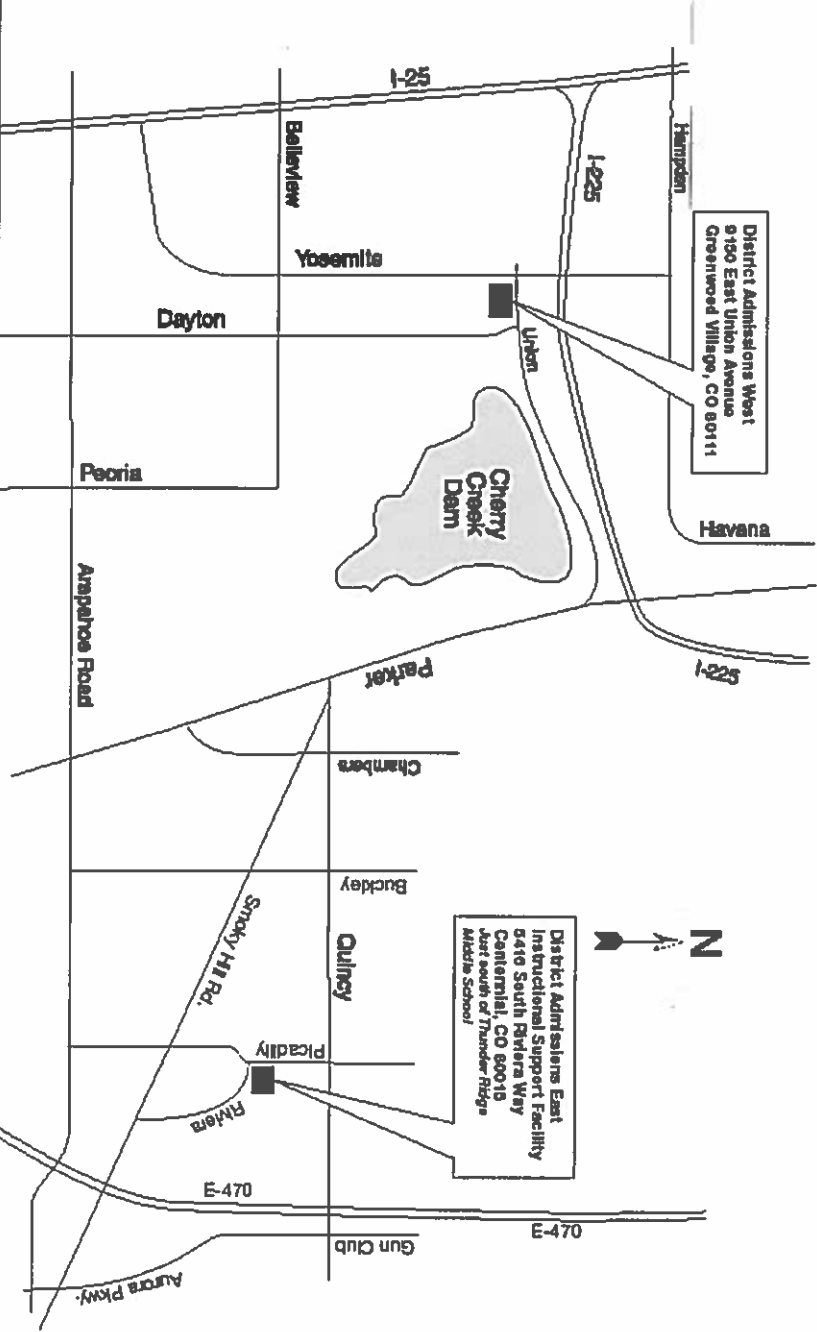 I-25
Hampden
I-225
District Admissions West
9150 East Union Avenue
Greenwood Village, CO 80111
Belleview
Yosemite
Dayton
Union
Cherry
Creek
Dam
Peoria
Havana
I-225
Arapahoe Road
Parker
Chambers
Buckley
Smoky Hill Rd.
Quincy
Picadilly
Riviera
N
District Admissions East
Instructional Support Facility
5416 South Riviera Way
Centennial, CO 80015
Just south of Thunder Ridge
Middle School
E-470
E-470
Gun Club
Aurora Pkwy.